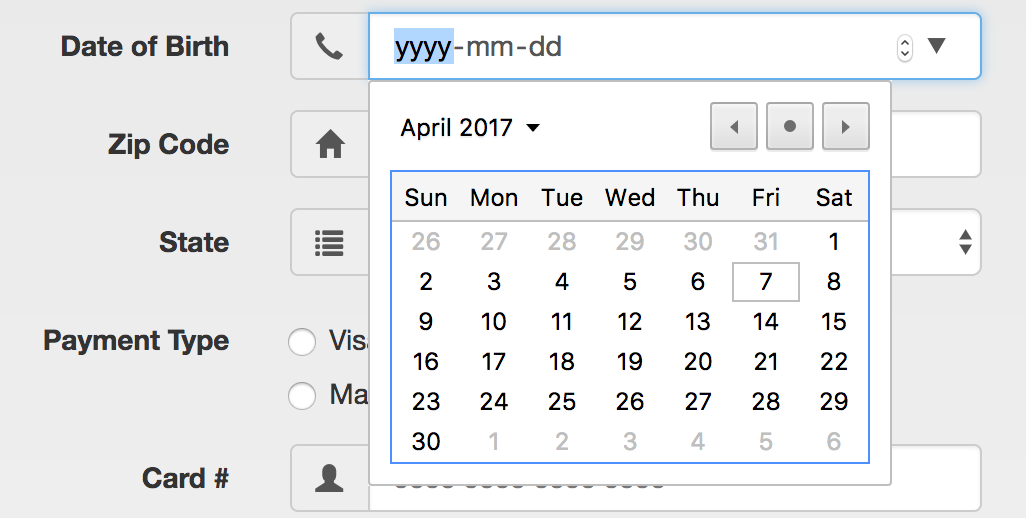 Date of Birth yyyy-mm-dd
April 2017
Zip Code
Sun Mon Tue Wed Thu Fri Sat
State 26 27 28 29 30 31 1
2 3 4 5 6 7 8
9 10 11 12 13 14 15
Payment Type
16 17 18 19 20 21 22
23 24 25 26 27 28 29
30 1 2 3 4 5 6
Card #